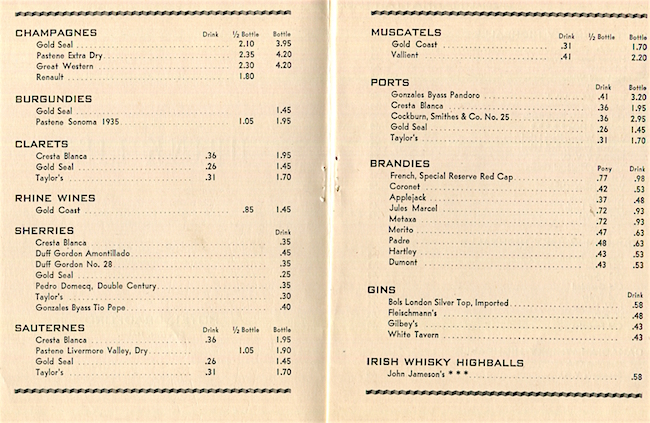 CHAMPAGNES Drink ½ Bottle Bottle
Gold Seal 2.10 3.95
Pastene Extra Dry 2.35 4.20
Great Western 2.30 4.20
Renault 1.80
BURGUNDIES
Gold Seal 1.45
Pastene Sonoma 1935 1.05 1.95
CLARETS
Cresta Blanca .36 1.95
Gold Seal .26 1.45
Taylor's .31 1.70
RHINE WINES
Gold Coast .85 1.45
SHERRIES Drink
Cresta Blanca .35
Duff Gordon Amontillado .45
Duff Gordon No. 28 .35
Gold Seal .25
Pedro Domecq, Double Century .35
Taylor's .30
Gonzales Byass Tio Pepe .40
SAUTERNES Drink ½ Bottle Bottle
Cresta Blanca .36 1.95
Pastene Livermore Valley, Dry 1.05 1.90
Gold Seal .26 1.45
Taylor's .31 1.70
MUSCATELS Drink ½ Bottle Bottle
Gold Coast .31 1.70
Vallient .41 2.20
PORTS Drink Bottle
Gonzales Byass Pandoro .41 3.20
Cresta Blanca .36 1.95
Cockburn, Smithes & Co. No. 25 .36 2.95
Gold Seal .26 1.45
Taylor's .31 1.70
BRANDIES Pony Drink
French, Special Reserve Red Cap .77 .98
Coronet .42 .53
Applejack .37 .48
Jules Marcel .72 .93
Metaxa .72 .93
Merito .47 .63
Padre .48 .63
Hartley .43 .53
Dumont .43 .53
GINS Drink
Bols London Silver Top, Imported .58
Fleischmann's .48
Gilbey's .43
White Tavern .43
IRISH WHISKY HIGHBALLS
John Jameson's * * * .58